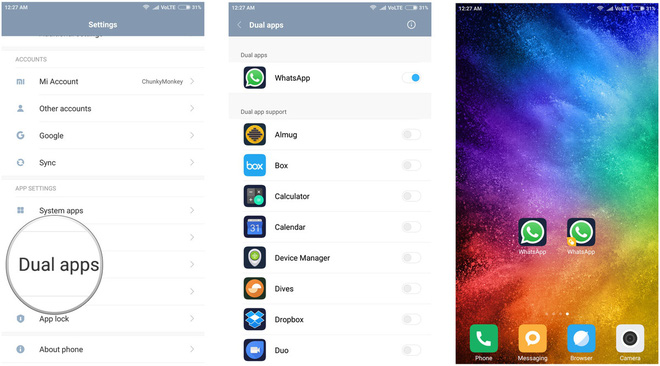 12:27 AM VoLTE 31%
Settings
ACCOUNTS
Mi Account ChunkyMonkey
Other accounts
Google
Sync
APP SETTINGS
System apps
Dual apps
App lock
About phone
12:27 AM VoLTE 31%
Dual apps
Dual apps
WhatsApp
Dual app support
Almug
box Box
Calculator
31 Calendar
Device Manager
Dives
Dropbox
Duo
12:27 AM VoLTE 31%
WhatsApp WhatsApp
Phone Messaging Browser Camera